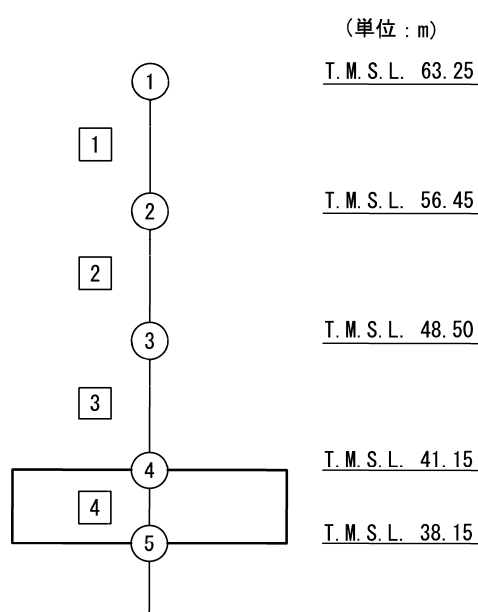 (単位:m)
① T.M.S.L. 63.25
1
② T.M.S.L. 56.45
2
③ T.M.S.L. 48.50
3
④ T.M.S.L. 41.15
4
⑤ T.M.S.L. 38.15